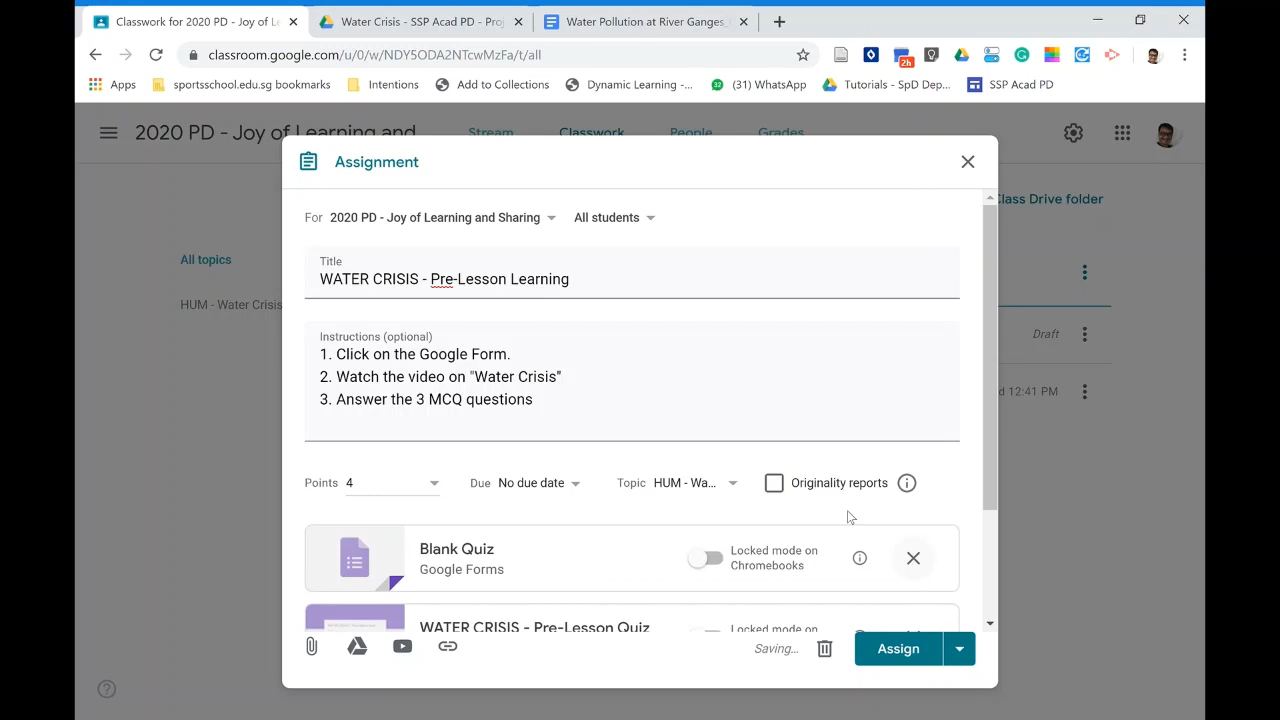 Classwork for 2020 PD - Joy of Le
Water Crisis - SSP Acad PD - Proj
Water Pollution at River Ganges_
classroom.google.com/u/0/w/NDY5ODA2NTcwMzFa/t/all
2h
Apps
sportsschool.edu.sg bookmarks
Intentions
Add to Collections
Dynamic Learning -...
(31) WhatsApp
Tutorials - SpD Dep...
SSP Acad PD
2020 PD - Joy of Learning and
Stream
Classwork
People
Grades
Assignment
Class Drive folder
For 2020 PD - Joy of Learning and Sharing
All students
All topics
HUM - Water Crisis
Title
WATER CRISIS - Pre-Lesson Learning
Instructions (optional)
1. Click on the Google Form.
2. Watch the video on "Water Crisis"
3. Answer the 3 MCQ questions
Draft
d 12:41 PM
Points 4
Due No due date
Topic HUM - Wa...
Originality reports
Blank Quiz
Google Forms
Locked mode on
Chromebooks
WATER CRISIS - Pre-Lesson Quiz
Locked mode on
Saving...
Assign